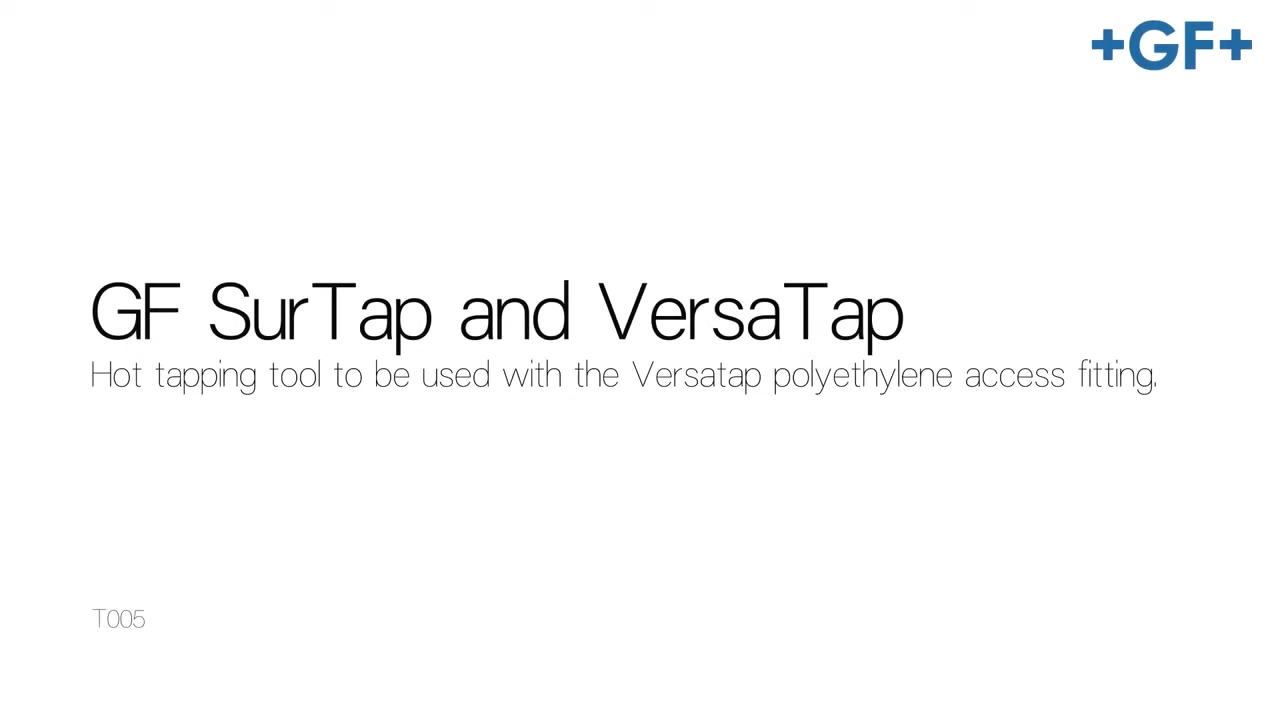 +GF+
GF SurTap and VersaTap
Hot tapping tool to be used with the Versatap polyethylene access fitting.
T005